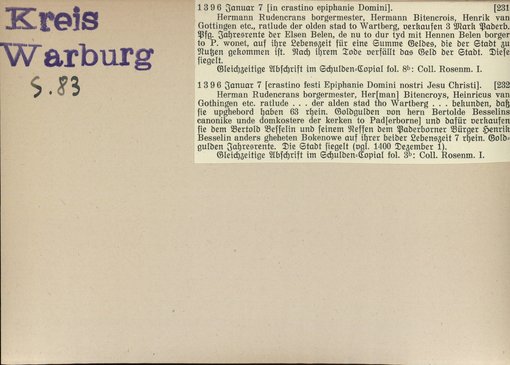 Kreis
Warburg
S. 83
1396 Januar 7 [in crastino epiphanie Domini]. [231
Hermann Rudencrans borgermester, Hermann Bitencrois, Henrik van
Gottingen etc., ratlude der olden stad to Wartberg, verkaufen 3 Mark Paderb.
Pfg. Jahresrente der Elsen Belen, de nu to dur tyd mit Hennen Belen borger
to P. wonet, auf ihre Lebenszeit für eine Summe Geldes, die der Stadt zu
Nutzen gekommen ist. Nach ihrem Tode verfällt das Geld der Stadt. Diese
siegelt.
Gleichzeitige Abschrift im Schulden-Copial fol. 8b: Coll. Rosenm. I.
1396 Januar 7 [crastino festi Epiphanie Domini nostri Jesu Christi]. [232
Herman Rudencrans borgermester, Her[man] Bitencroys, Heinricus van
Gothingen etc. ratlude . . . der alden stad tho Wartberg . . . bekunden, daß
sie upgheboerd haben 63 rhein. Goldgulden von hern Bertolde Besselins
canonike unde domkostere der kerken to Pad[erborne] und dafür verkaufen
sie dem Bertold Besselin und seinem Neffen dem Paderborner Bürger Henrik
Besselin anders gheheten Bokenowe auf ihrer beider Lebenszeit 7 rhein. Gold-
gulden Jahresrente. Die Stadt siegelt (vgl. 1400 Dezember 1).
Gleichzeitige Abschrift im Schulden-Copial fol. 3b: Coll. Rosenm. I.